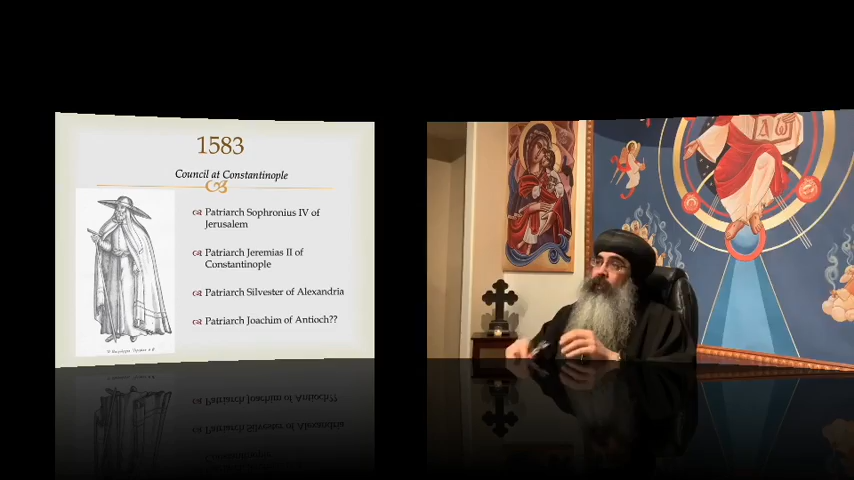 1583
Council at Constantinople
Patriarch Sophronius IV of
Jerusalem
Patriarch Jeremias II of
Constantinople
Patriarch Silvester of Alexandria
Patriarch Joachim of Antioch??